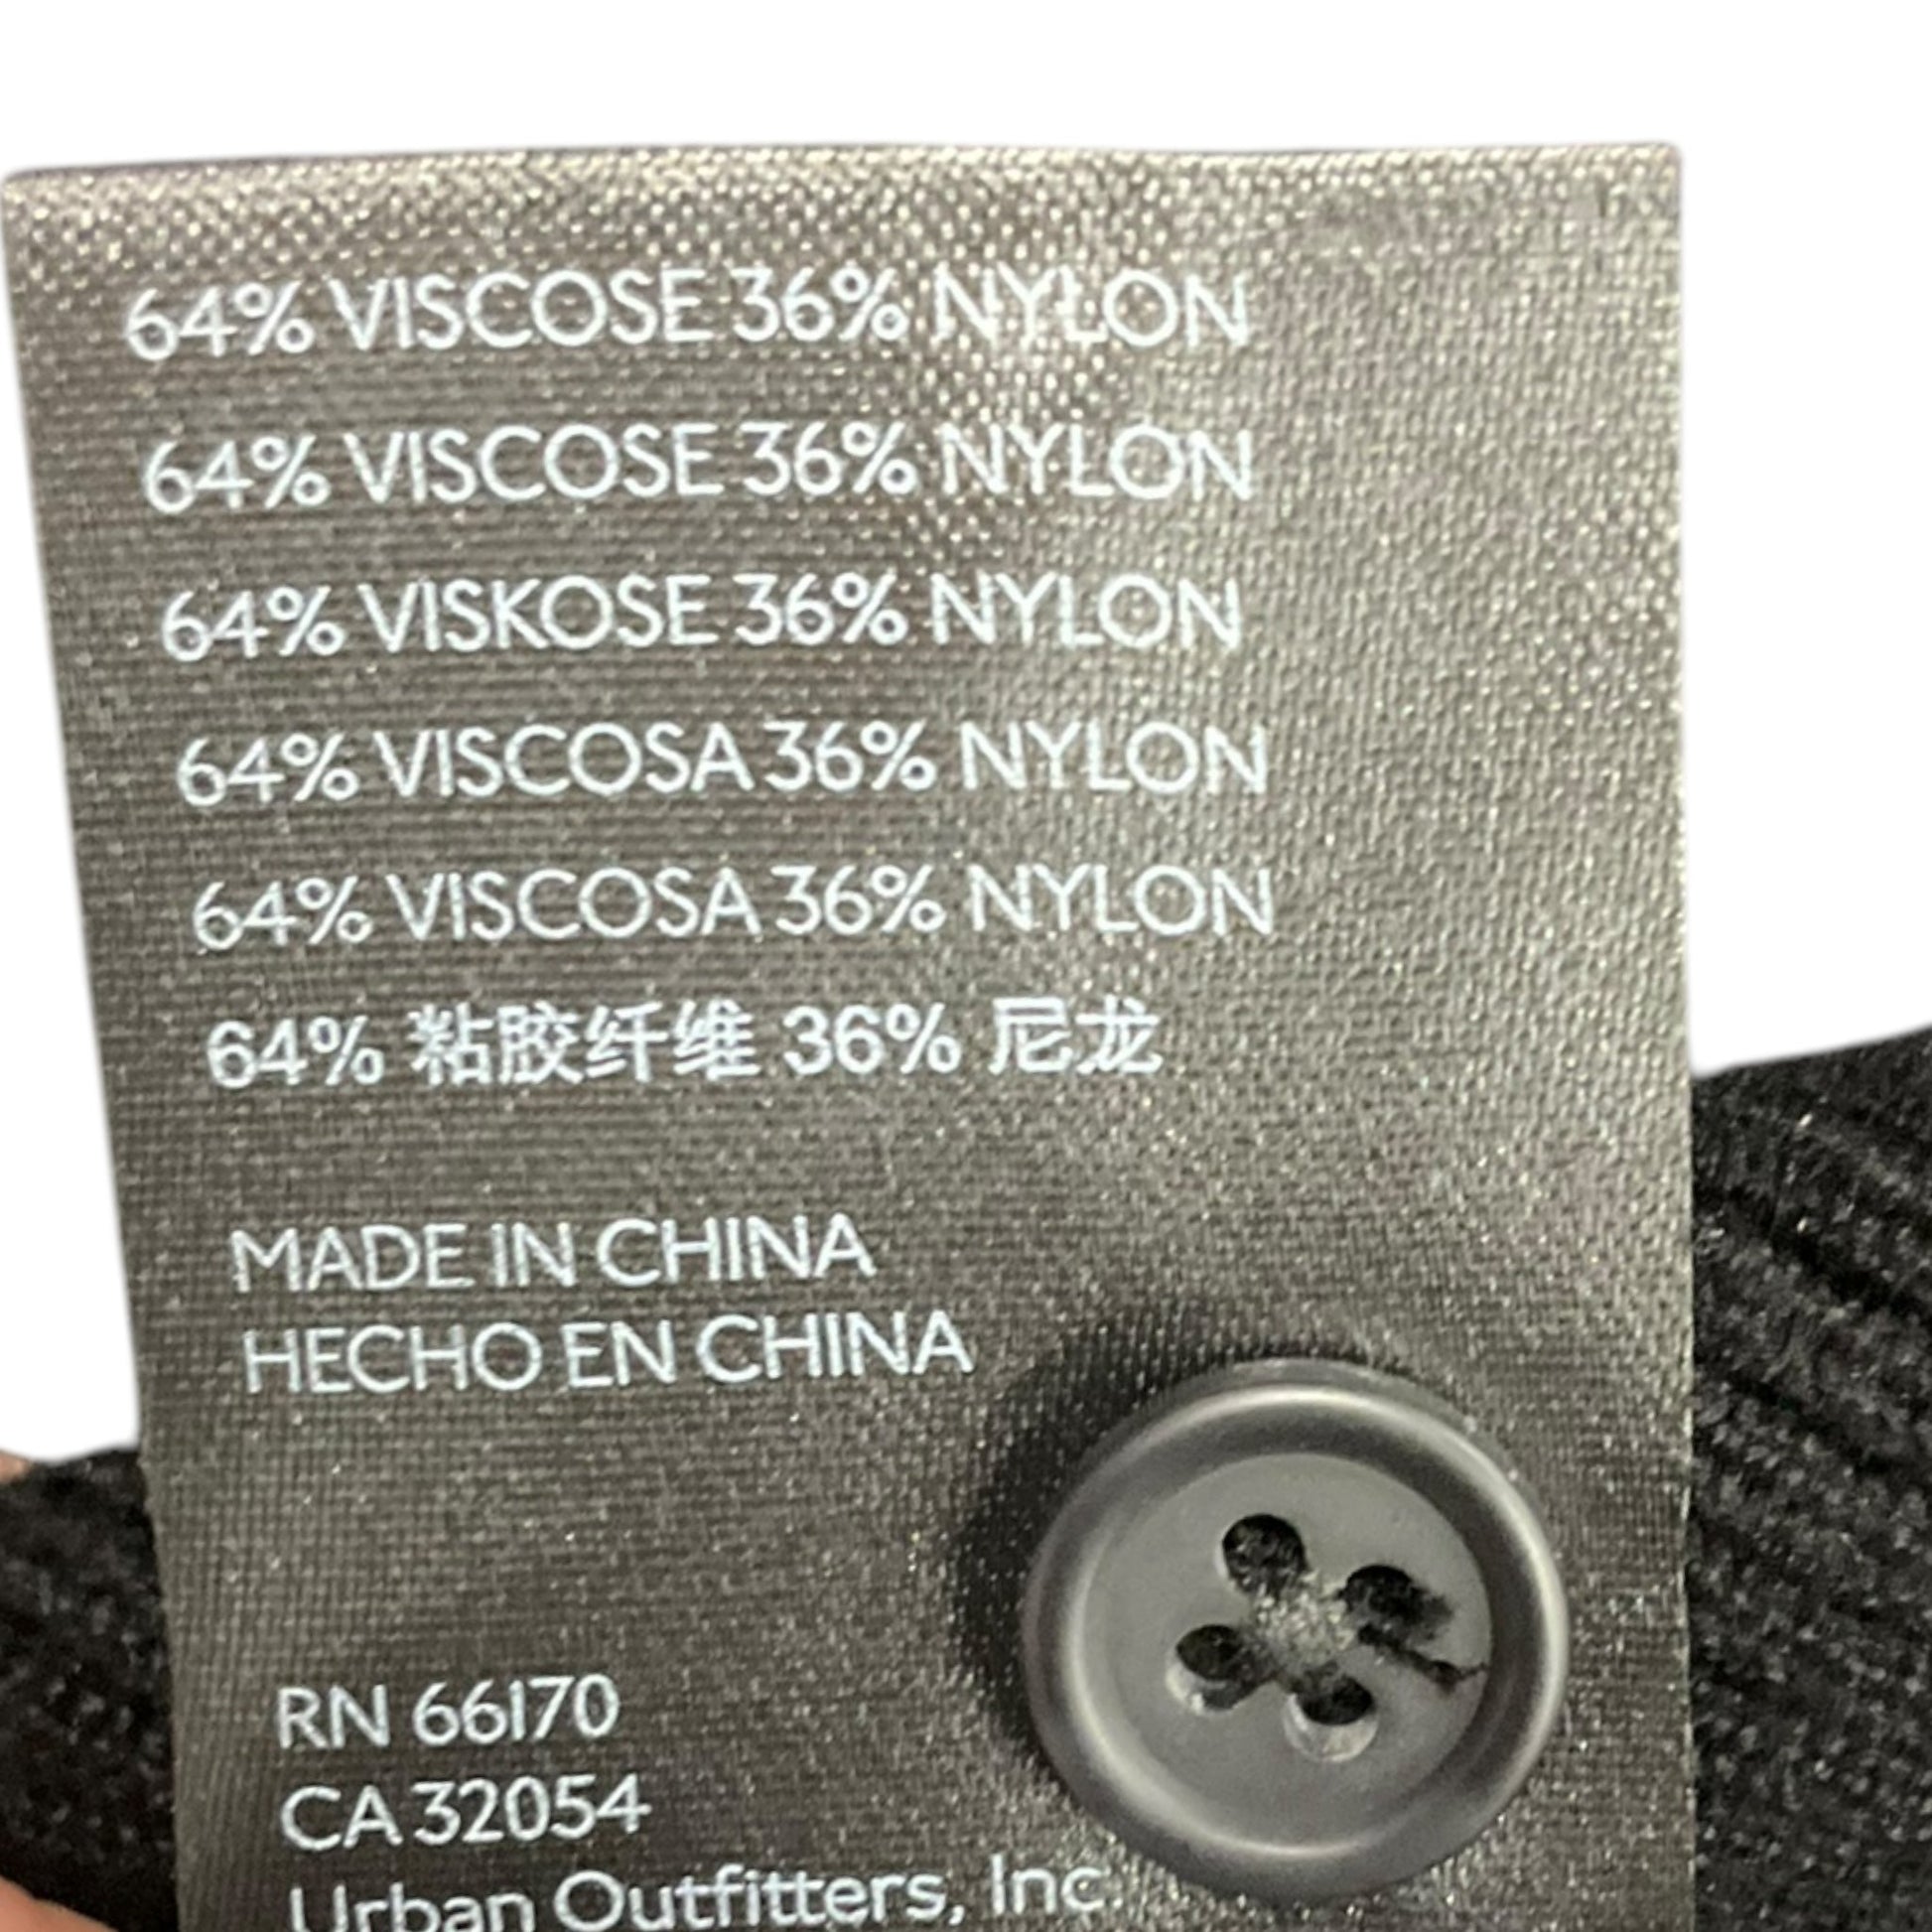 64% VISCOSE 36% NYLON
64% VISCOSE 36% NYLON
64% VISKOSE 36% NYLON
64% VISCOSA 36% NYLON
64% VISCOSA 36% NYLON
64% 粘胶纤维 36% 尼龙
MADE IN CHINA
HECHO EN CHINA
RN 66170
CA 32054
Urban Outfitters, Inc.